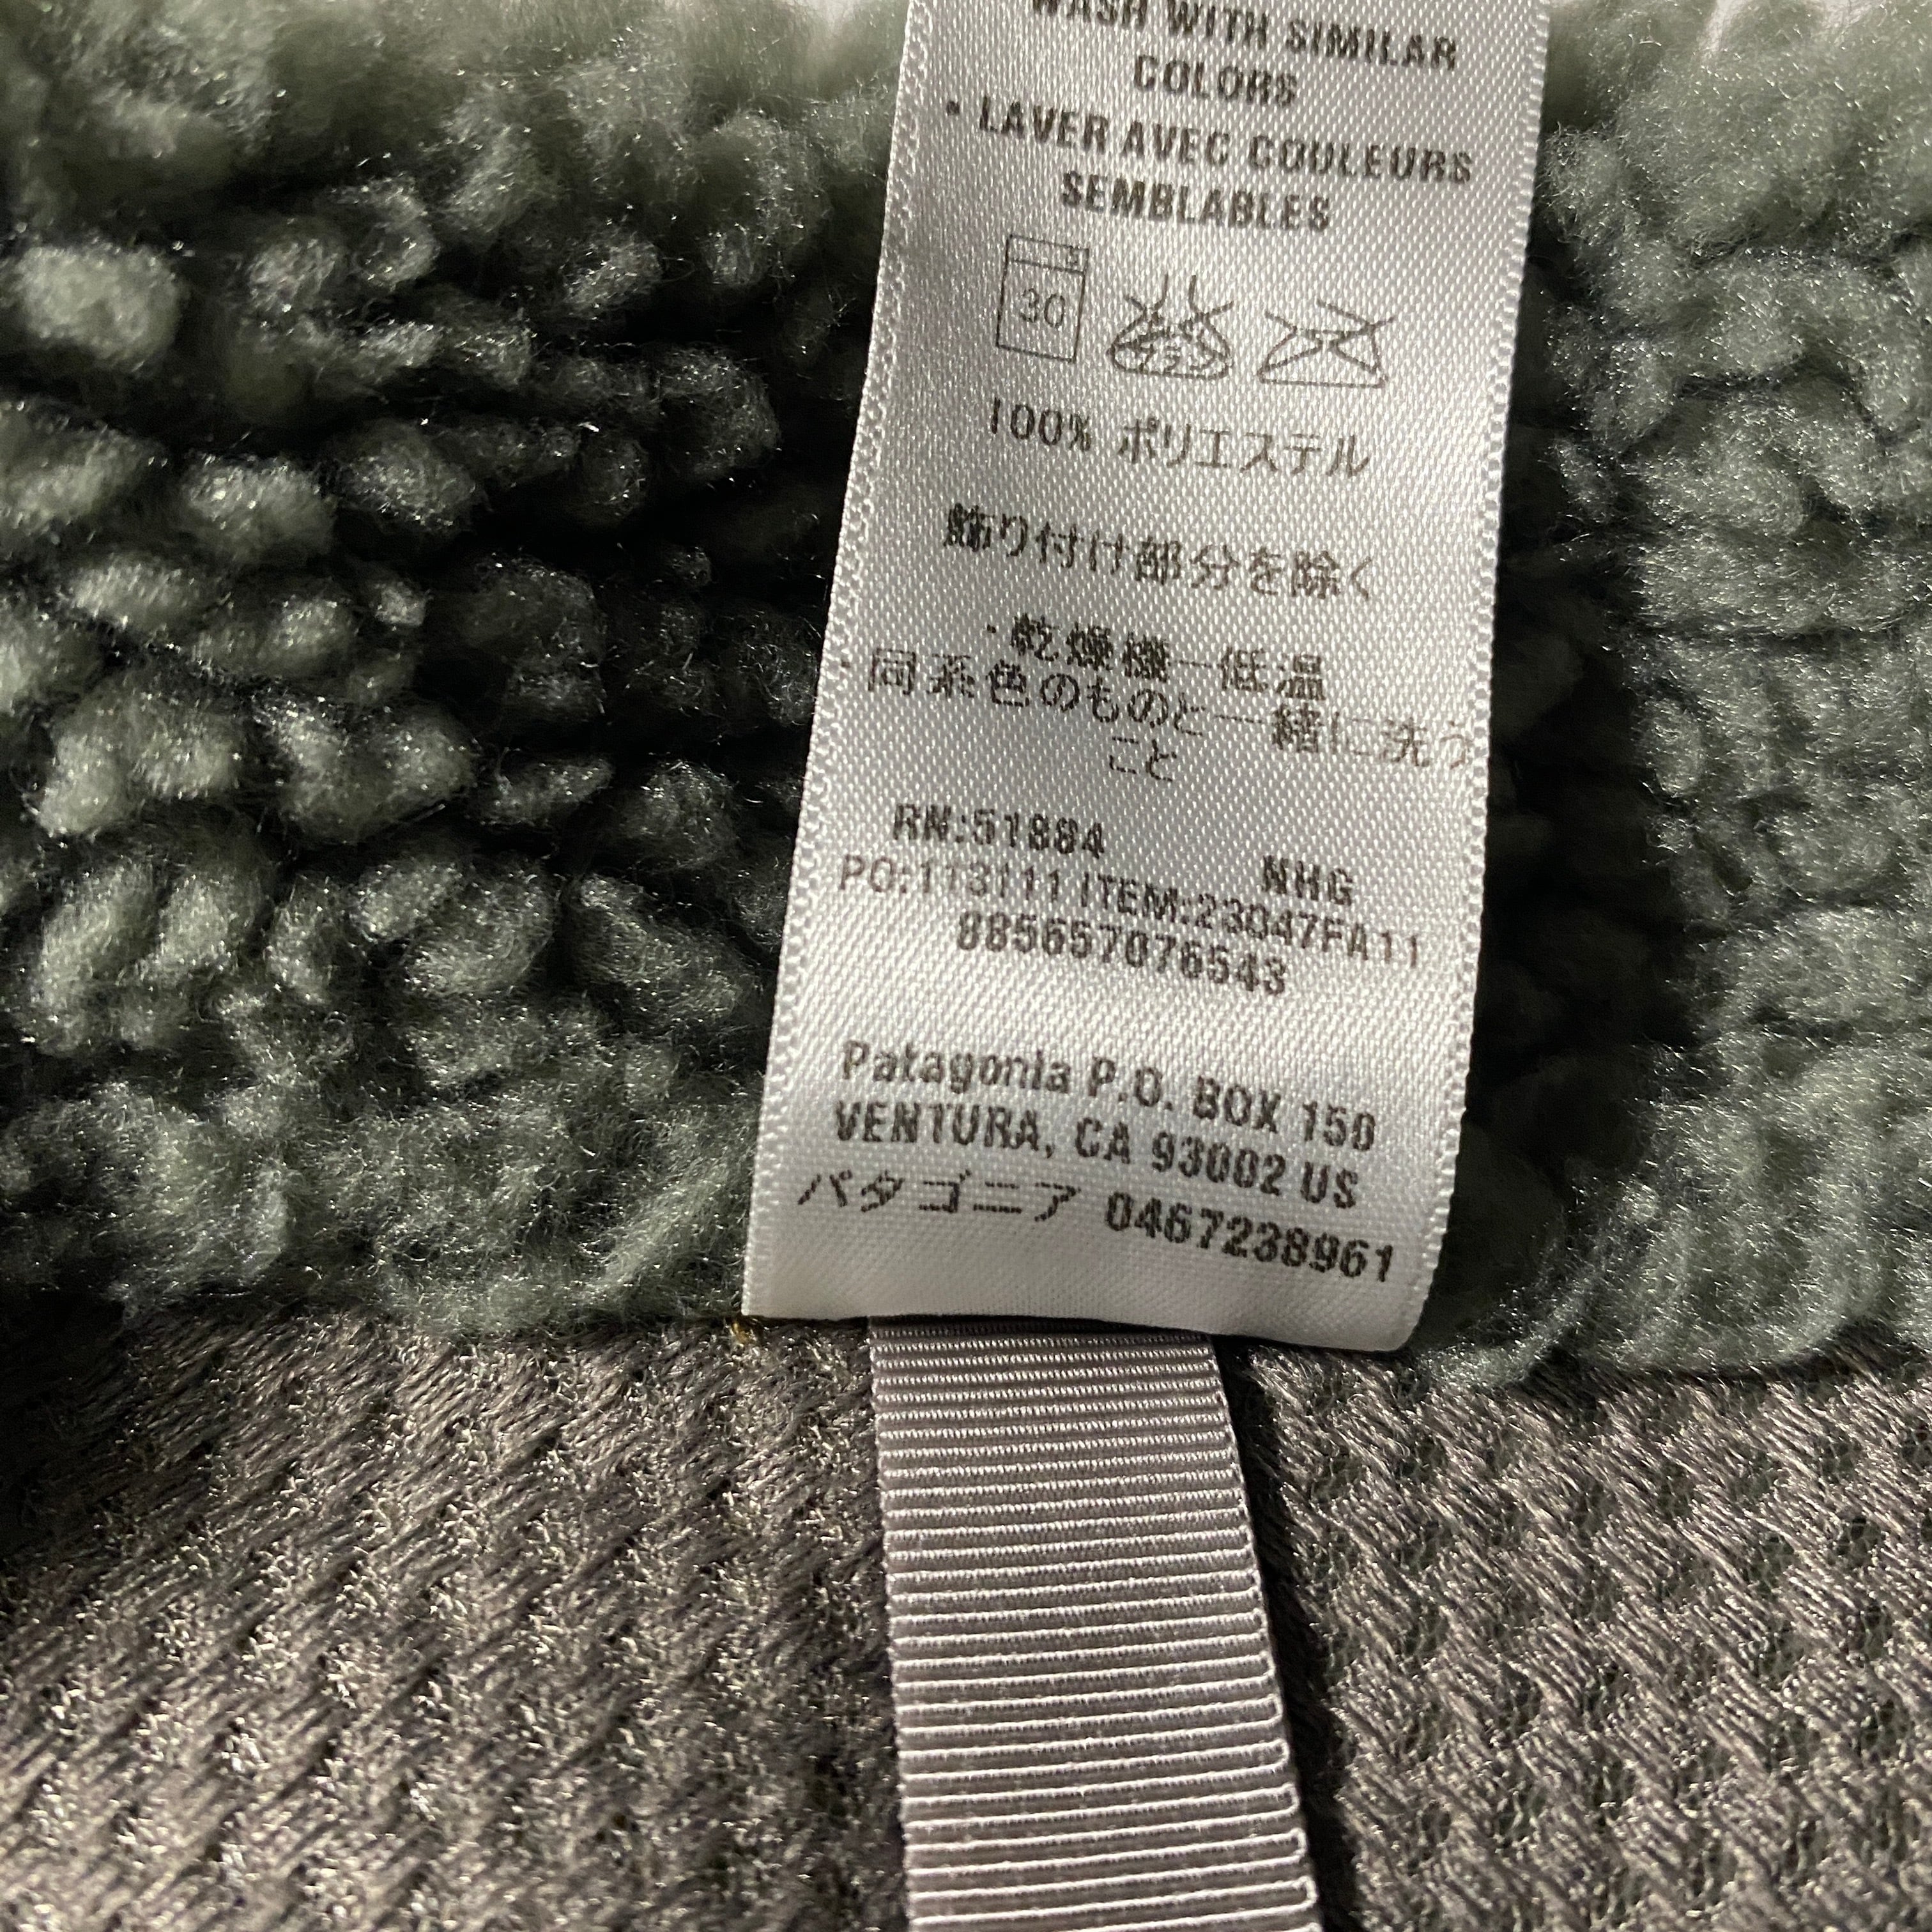 WASH WITH SIMILAR
COLORS
• LAVER AVEC COULEURS
SEMBLABLES
30
100% ポリエステル
飾り付け部分を除く
・乾燥機－低温
同系色のものと一緒に洗う
こと
RN:51884
NHG
PO:113111 ITEM:23047FA11
885657076543
Patagonia P.O. BOX 150
VENTURA, CA 93002 US
パタゴニア 0467238961